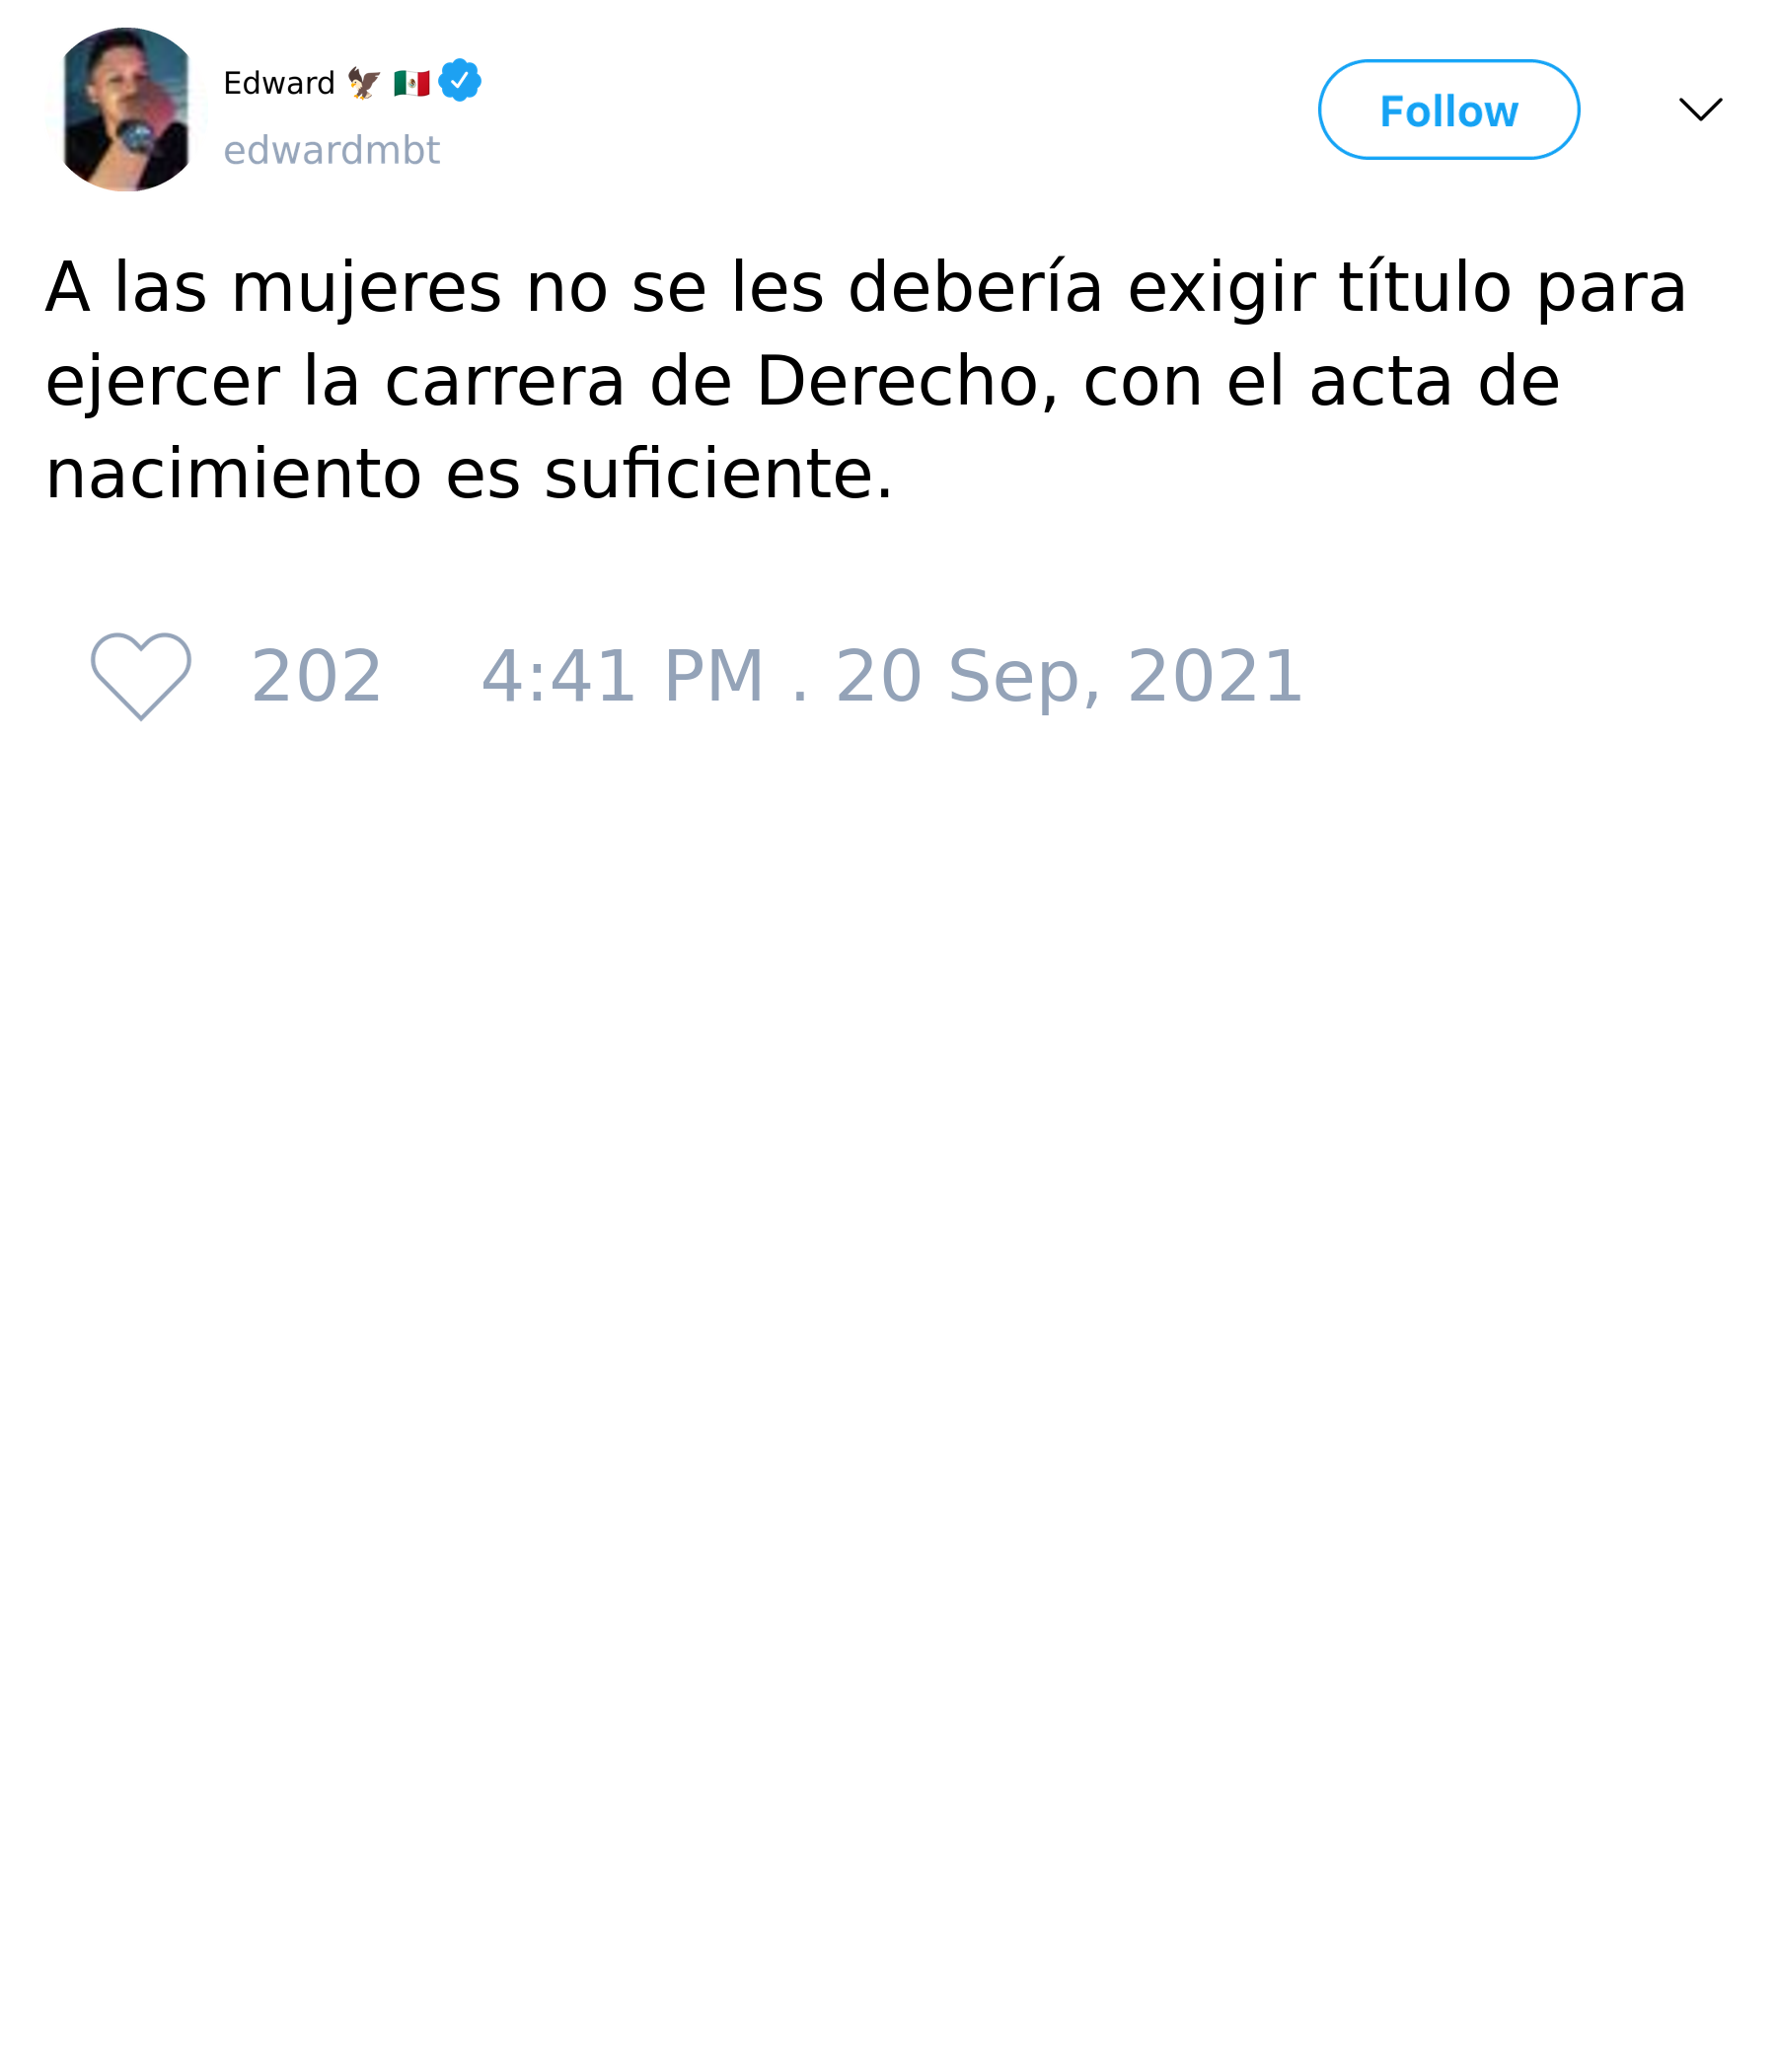 Edward 🦅 🇲🇽
edwardmbt
Follow
A las mujeres no se les debería exigir título para
ejercer la carrera de Derecho, con el acta de
nacimiento es suficiente.
202 4:41 PM . 20 Sep, 2021